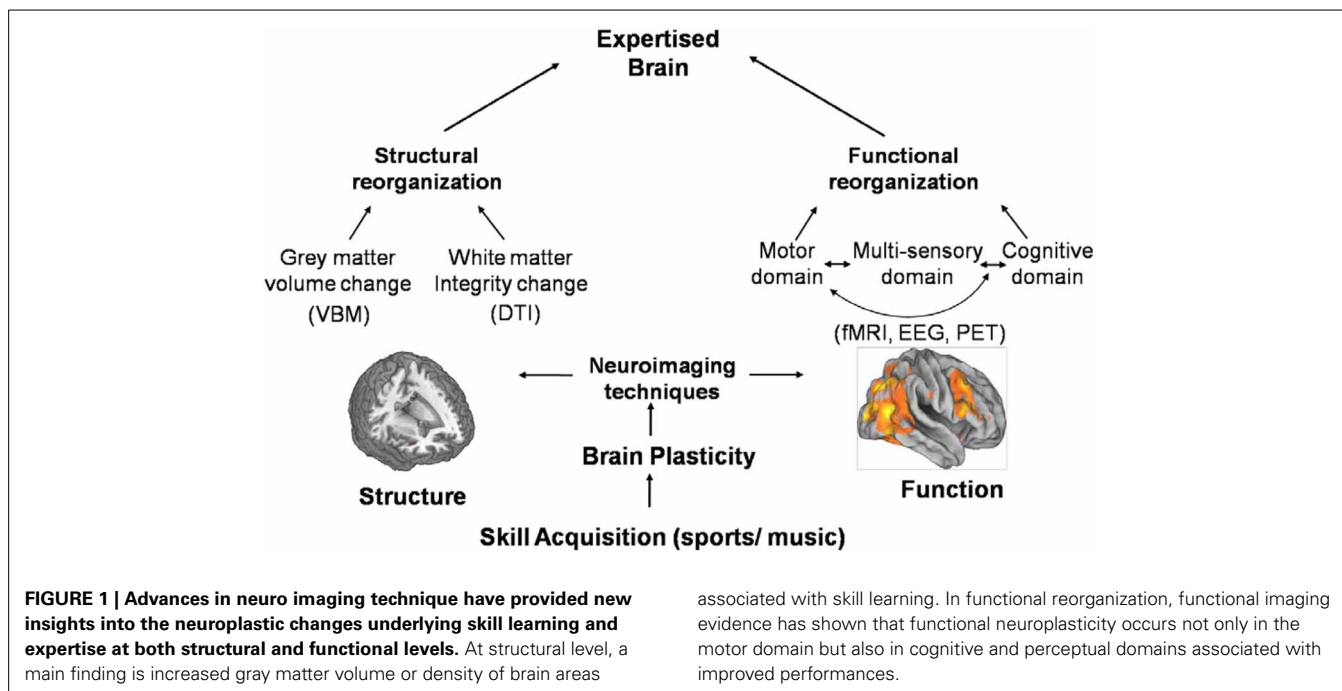 Expertised
Brain
Structural
reorganization
Functional
reorganization
Grey matter
volume change
(VBM)
White matter
Integrity change
(DTI)
Motor
domain
Multi-sensory
domain
Cognitive
domain
(fMRI, EEG, PET)
Neuroimaging
techniques
Brain Plasticity
Structure
Function
Skill Acquisition (sports/ music)
FIGURE 1 | Advances in neuro imaging technique have provided new
insights into the neuroplastic changes underlying skill learning and
expertise at both structural and functional levels. At structural level, a
main finding is increased gray matter volume or density of brain areas
associated with skill learning. In functional reorganization, functional imaging
evidence has shown that functional neuroplasticity occurs not only in the
motor domain but also in cognitive and perceptual domains associated with
improved performances.